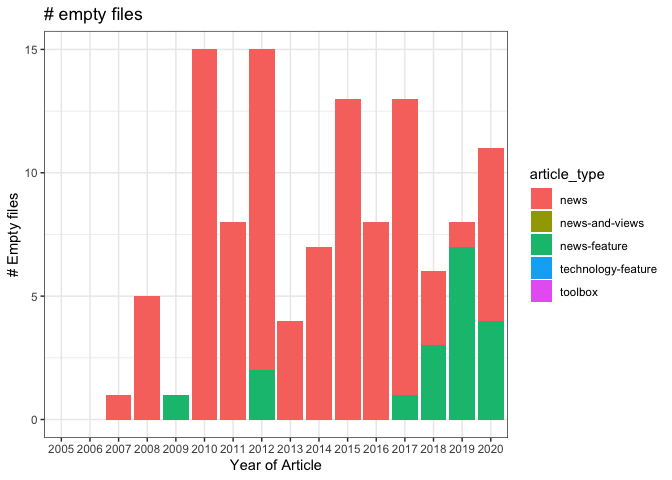 # empty files
# Empty files
15
10
5
0
2005 2006 2007 2008 2009 2010 2011 2012 2013 2014 2015 2016 2017 2018 2019 2020
Year of Article
article_type
news
news-and-views
news-feature
technology-feature
toolbox